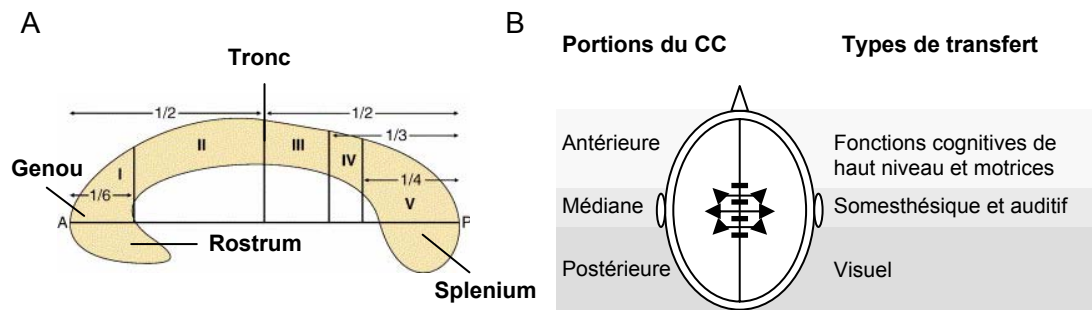 A
Tronc
1/2
1/2
1/3
II
III
IV
Genou
I
1/6
1/4
V
A
P
Rostrum
Splenium
B
Portions du CC
Types de transfert
Antérieure
Fonctions cognitives de
haut niveau et motrices
Médiane
Somesthésique et auditif
Postérieure
Visuel